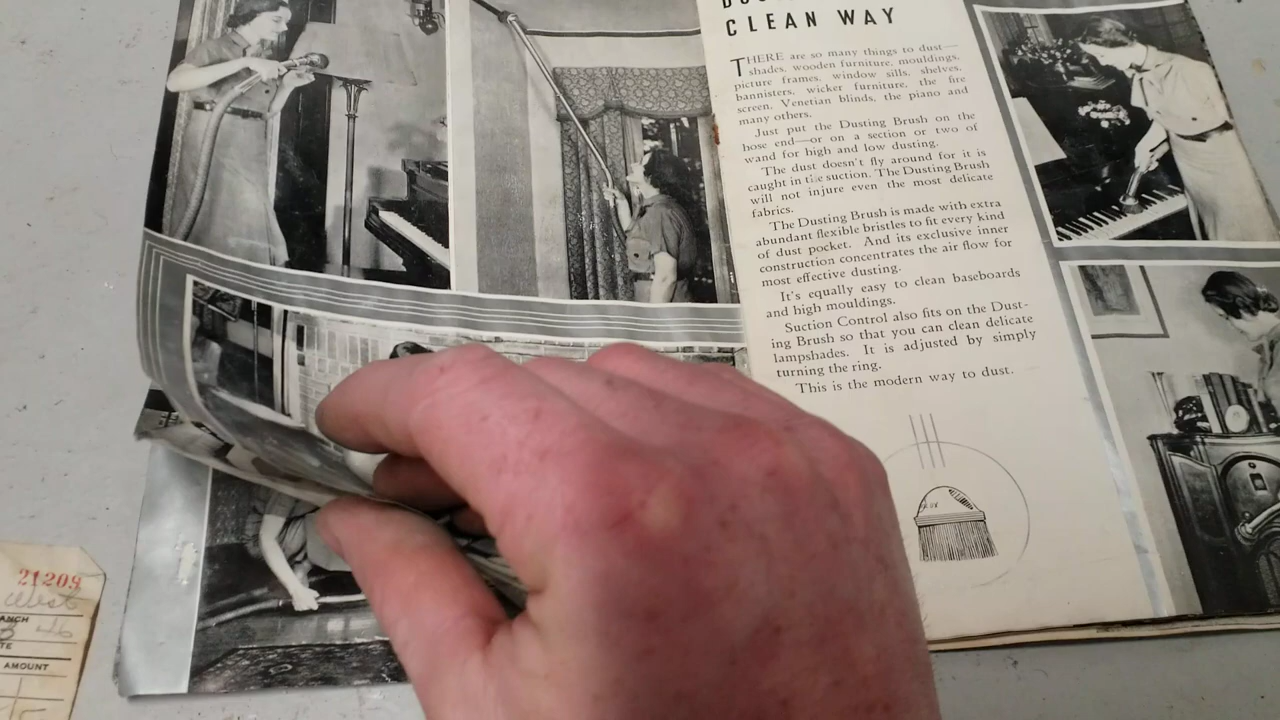 CLEAN WAY
THERE are so many things to dust—
shades, wooden furniture, mouldings,
picture frames, window sills, shelves,
bannisters, wicker furniture, the fire
screen, Venetian blinds, the piano and
many others.
Just put the Dusting Brush on the
hose end—or on a section or two of
wand for high and low dusting.
The dust doesn't fly around for it is
caught in the suction. The Dusting Brush
will not injure even the most delicate
fabrics.
The Dusting Brush is made with extra
abundant flexible bristles to fit every kind
of dust pocket. And its exclusive inner
construction concentrates the air flow for
most effective dusting.
It's equally easy to clean baseboards
and high mouldings.
Suction Control also fits on the Dust-
ing Brush so that you can clean delicate
lampshades. It is adjusted by simply
turning the ring.
This is the modern way to dust.
21209
West
AMOUNT